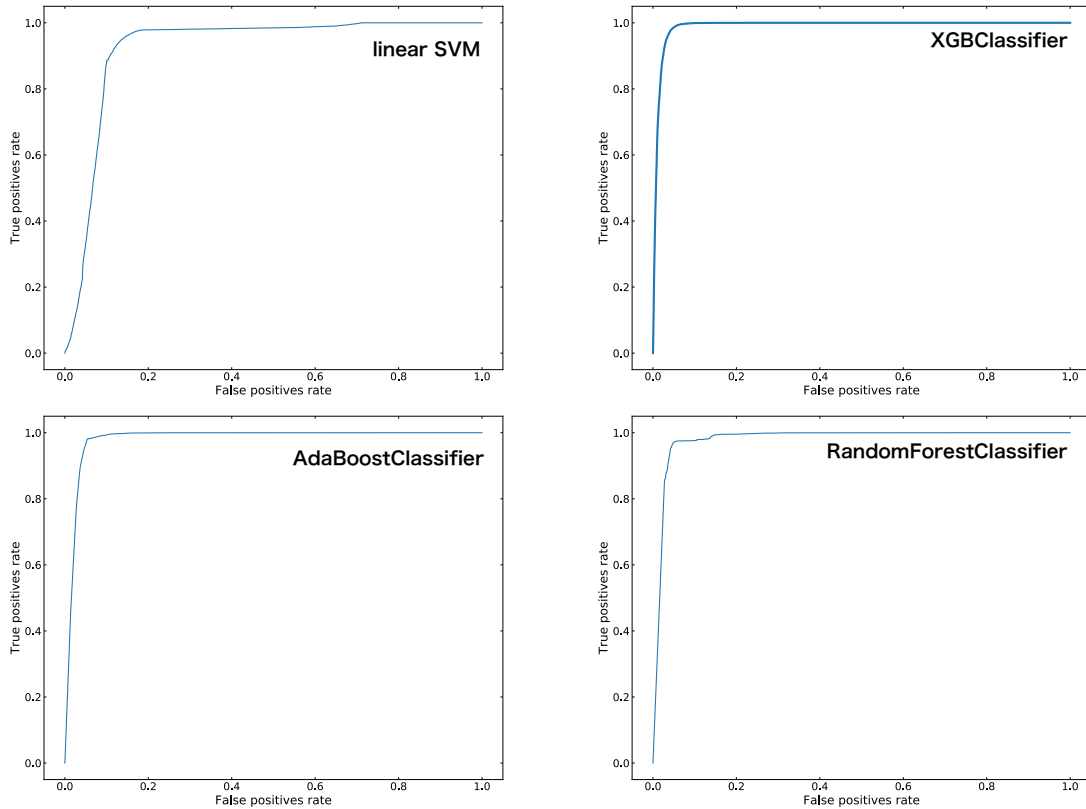 linear SVM
True positives rate
1.0
0.8
0.6
0.4
0.2
0.0
0.0 0.2 0.4 0.6 0.8 1.0
False positives rate
XGBClassifier
True positives rate
1.0
0.8
0.6
0.4
0.2
0.0
0.0 0.2 0.4 0.6 0.8 1.0
False positives rate
AdaBoostClassifier
True positives rate
1.0
0.8
0.6
0.4
0.2
0.0
0.0 0.2 0.4 0.6 0.8 1.0
False positives rate
RandomForestClassifier
True positives rate
1.0
0.8
0.6
0.4
0.2
0.0
0.0 0.2 0.4 0.6 0.8 1.0
False positives rate